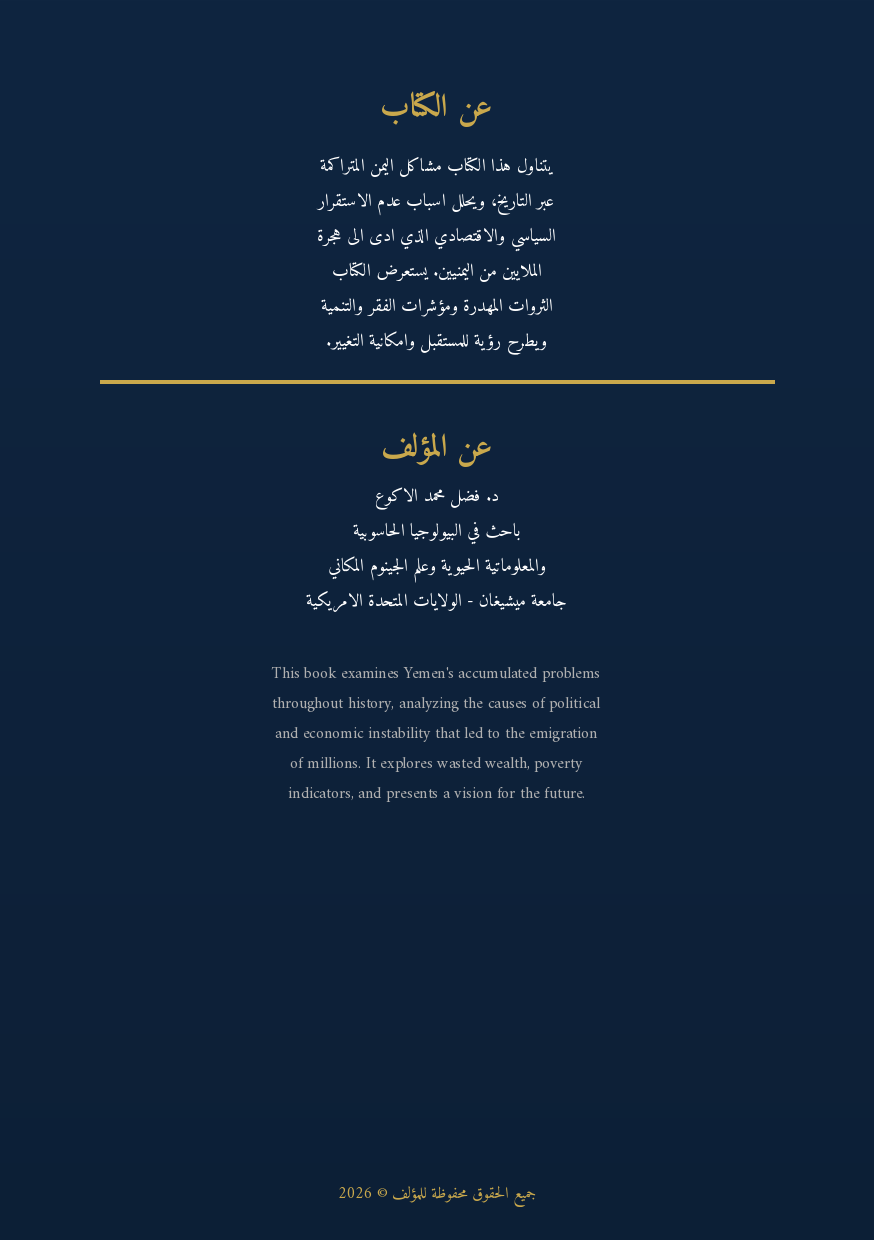 عن الكتاب
يتناول هذا الكتاب مشاكل اليمن المتراكمة
عبر التاريخ، ويحلل اسباب عدم الاستقرار
السياسي والاقتصادي الذي ادى الى هجرة
الملايين من اليمنيين. يستعرض الكتاب
الثروات المهدرة ومؤشرات الفقر والتنمية
ويطرح رؤية للمستقبل وامكانية التغيير.
عن المؤلف
د. فضل محمد الاكوع
باحث في البيولوجيا الحاسوبية
والمعلوماتية الحيوية وعلم الجينوم المكاني
جامعة ميشيغان - الولايات المتحدة الامريكية
This book examines Yemen's accumulated problems
throughout history, analyzing the causes of political
and economic instability that led to the emigration
of millions. It explores wasted wealth, poverty
indicators, and presents a vision for the future.
جميع الحقوق محفوظة للمؤلف © 2026